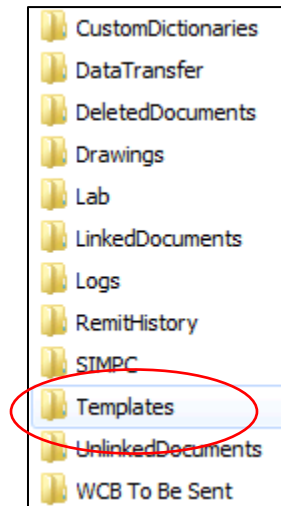 CustomDictionaries
DataTransfer
DeletedDocuments
Drawings
Lab
LinkedDocuments
Logs
RemitHistory
SIMPC
Templates
UnlinkedDocuments
WCB To Be Sent